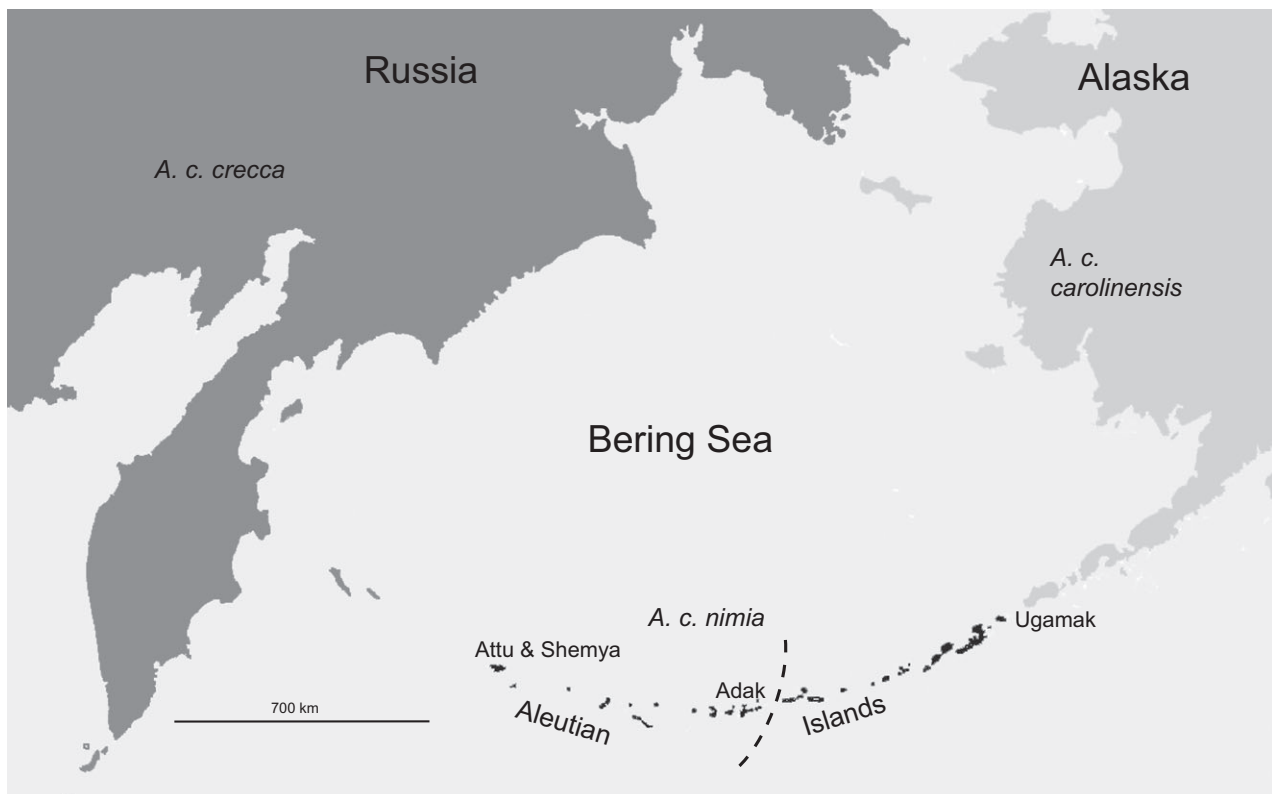 Russia
Alaska
A. c. crecca
A. c.
carolinensis
Bering Sea
A. c. nimia
Ugamak
Attu & Shemya
Adak
Aleutian
Islands
700 km